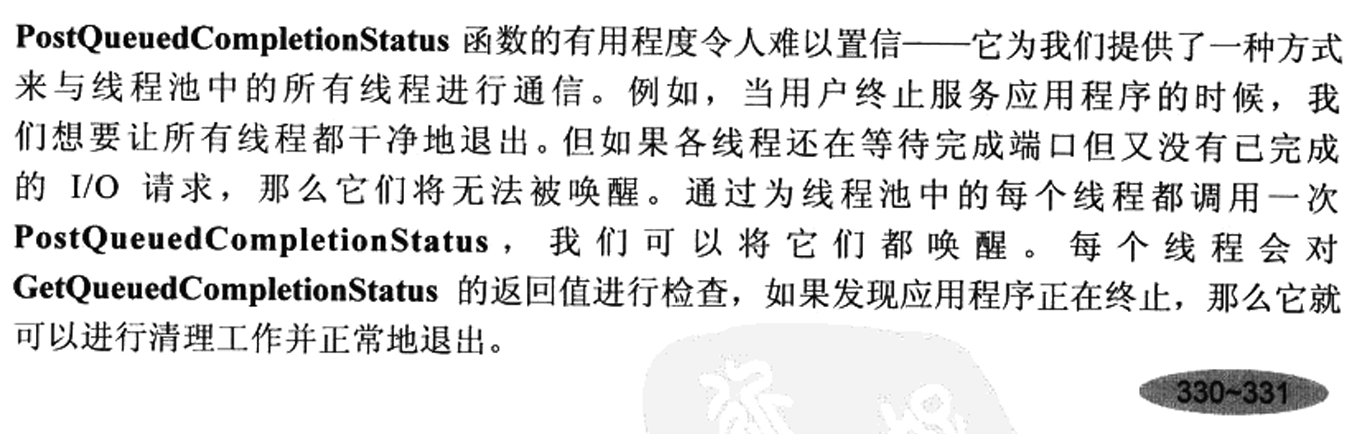 PostQueuedCompletionStatus 函数的有用程度令人难以置信——它为我们提供了一种方式
来与线程池中的所有线程进行通信。例如，当用户终止服务应用程序的时候，我
们想要让所有线程都干净地退出。但如果各线程还在等待完成端口但又没有已完成
的 I/O 请求，那么它们将无法被唤醒。通过为线程池中的每个线程都调用一次
PostQueuedCompletionStatus，我们可以将它们都唤醒。每个线程会对
GetQueuedCompletionStatus 的返回值进行检查，如果发现应用程序正在终止，那么它就
可以进行清理工作并正常地退出。
330~331